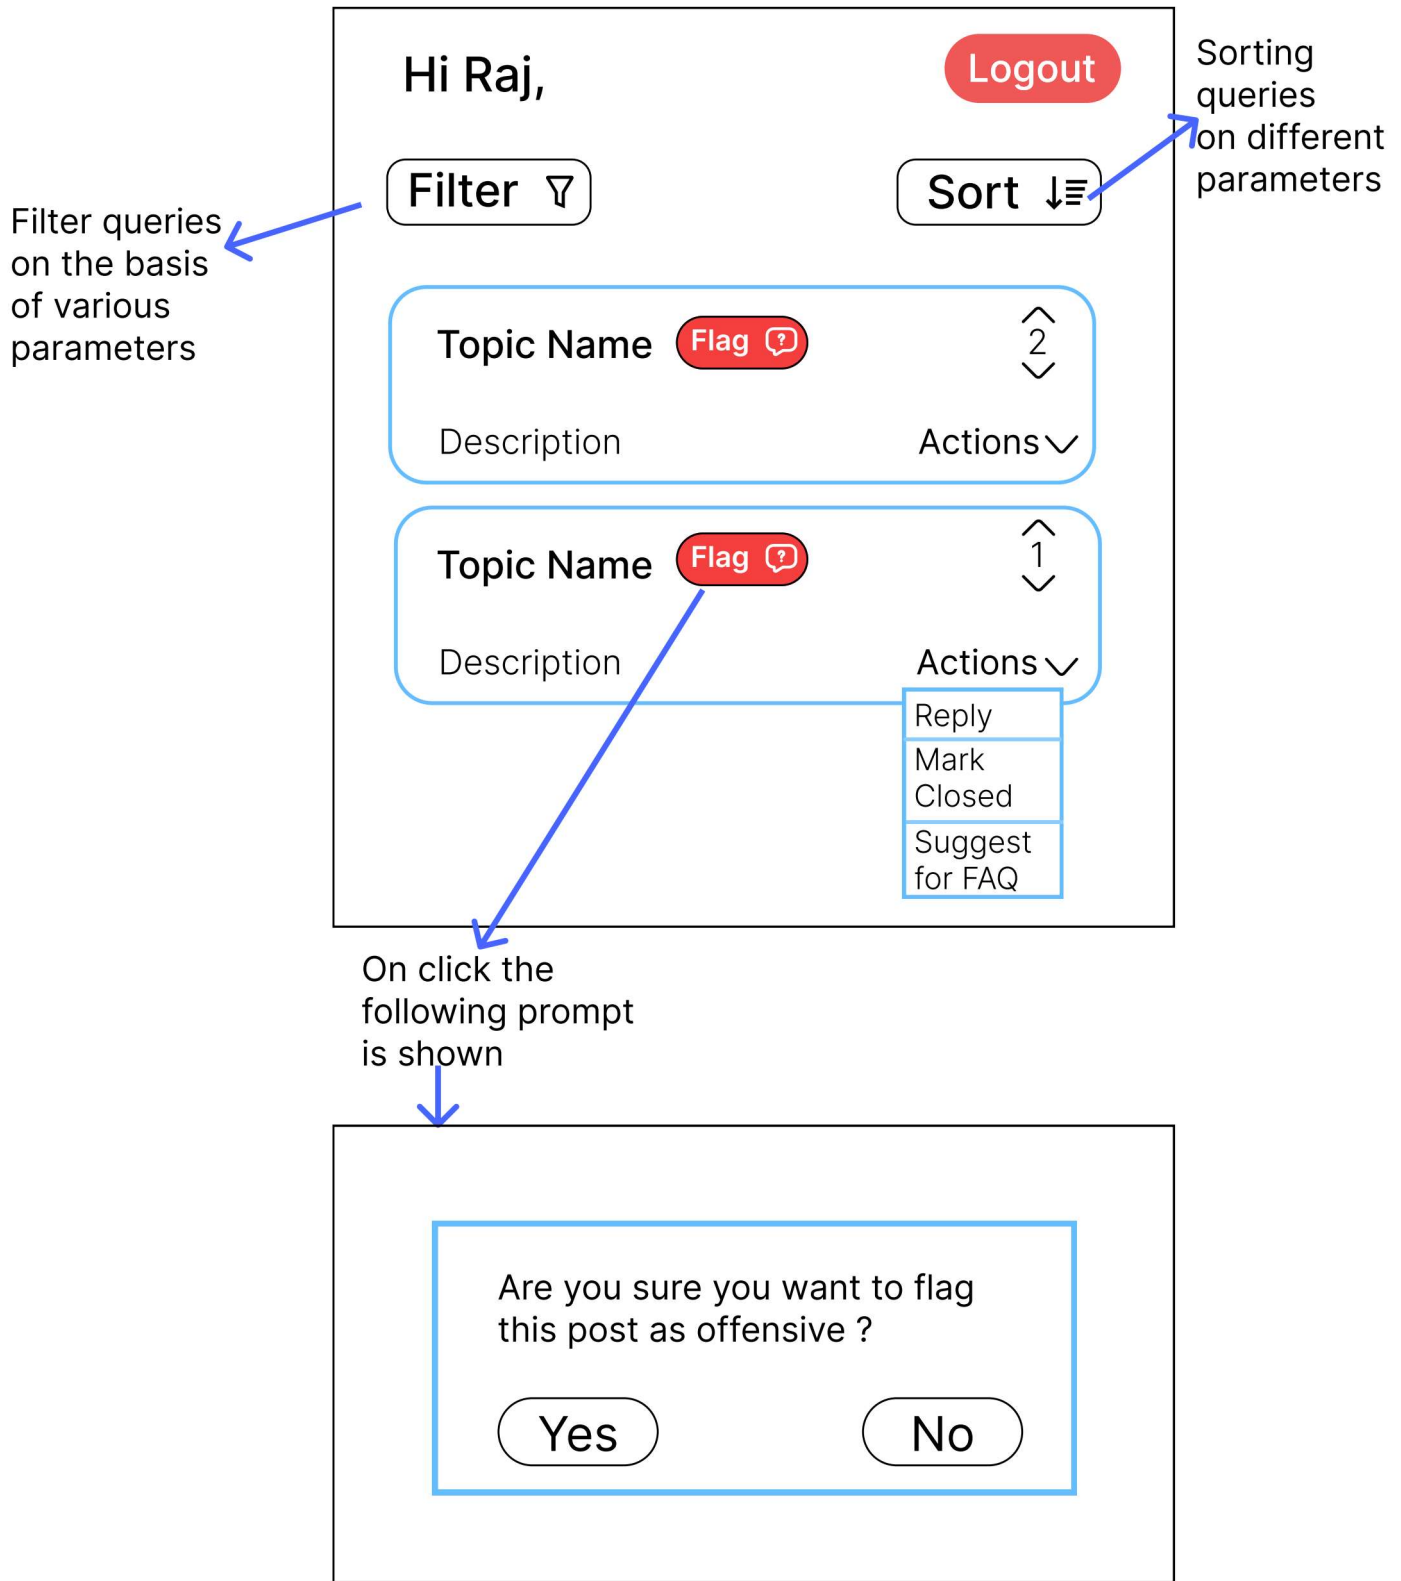 Hi Raj,
Logout
Sorting
queries
on different
parameters
Filter
Sort
Filter queries
on the basis
of various
parameters
Topic Name
Flag
2
Description
Actions
Topic Name
Flag
1
Description
Actions
Reply
Mark
Closed
Suggest
for FAQ
On click the
following prompt
is shown
Are you sure you want to flag
this post as offensive ?
Yes
No